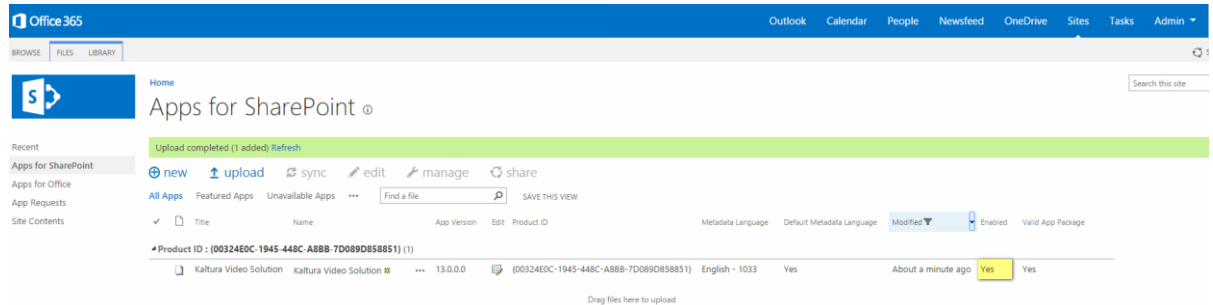 Office 365 Outlook Calendar People Newsfeed OneDrive Sites Tasks Admin
BROWSE FILES LIBRARY
S
Home
Search this site
Apps for SharePoint
Upload completed (1 added) Refresh
new upload sync edit manage share
All Apps Featured Apps Unavailable Apps ... Find a file SAVE THIS VIEW
Title Name App Version Edit Product ID Metadata Language Default Metadata Language Modified Enabled Valid App Package
Product ID : {00324E0C-1945-448C-A8BB-7D089D858851} (1)
Kaltura Video Solution Kaltura Video Solution ... 13.0.0.0 {00324E0C-1945-448C-A8BB-7D089D858851} English - 1033 Yes About a minute ago Yes Yes
Drag files here to upload
Recent
Apps for SharePoint
Apps for Office
App Requests
Site Contents